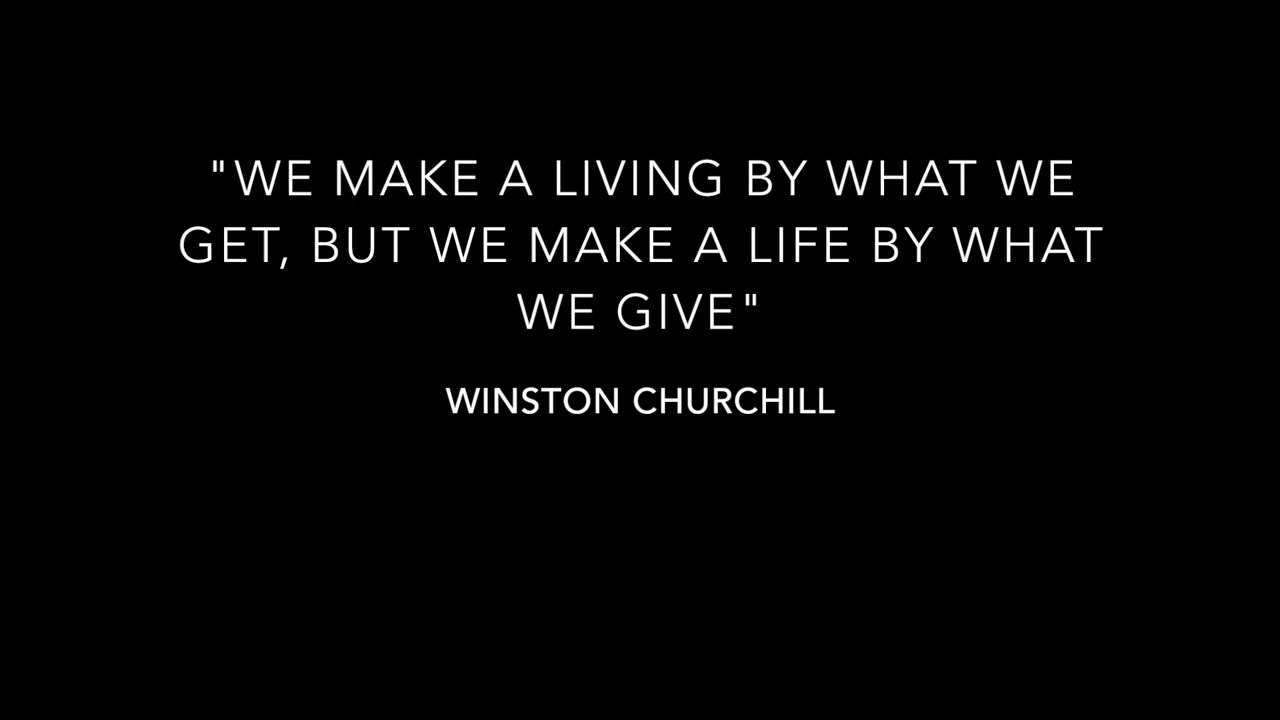 "WE MAKE A LIVING BY WHAT WE
GET, BUT WE MAKE A LIFE BY WHAT
WE GIVE"
WINSTON CHURCHILL